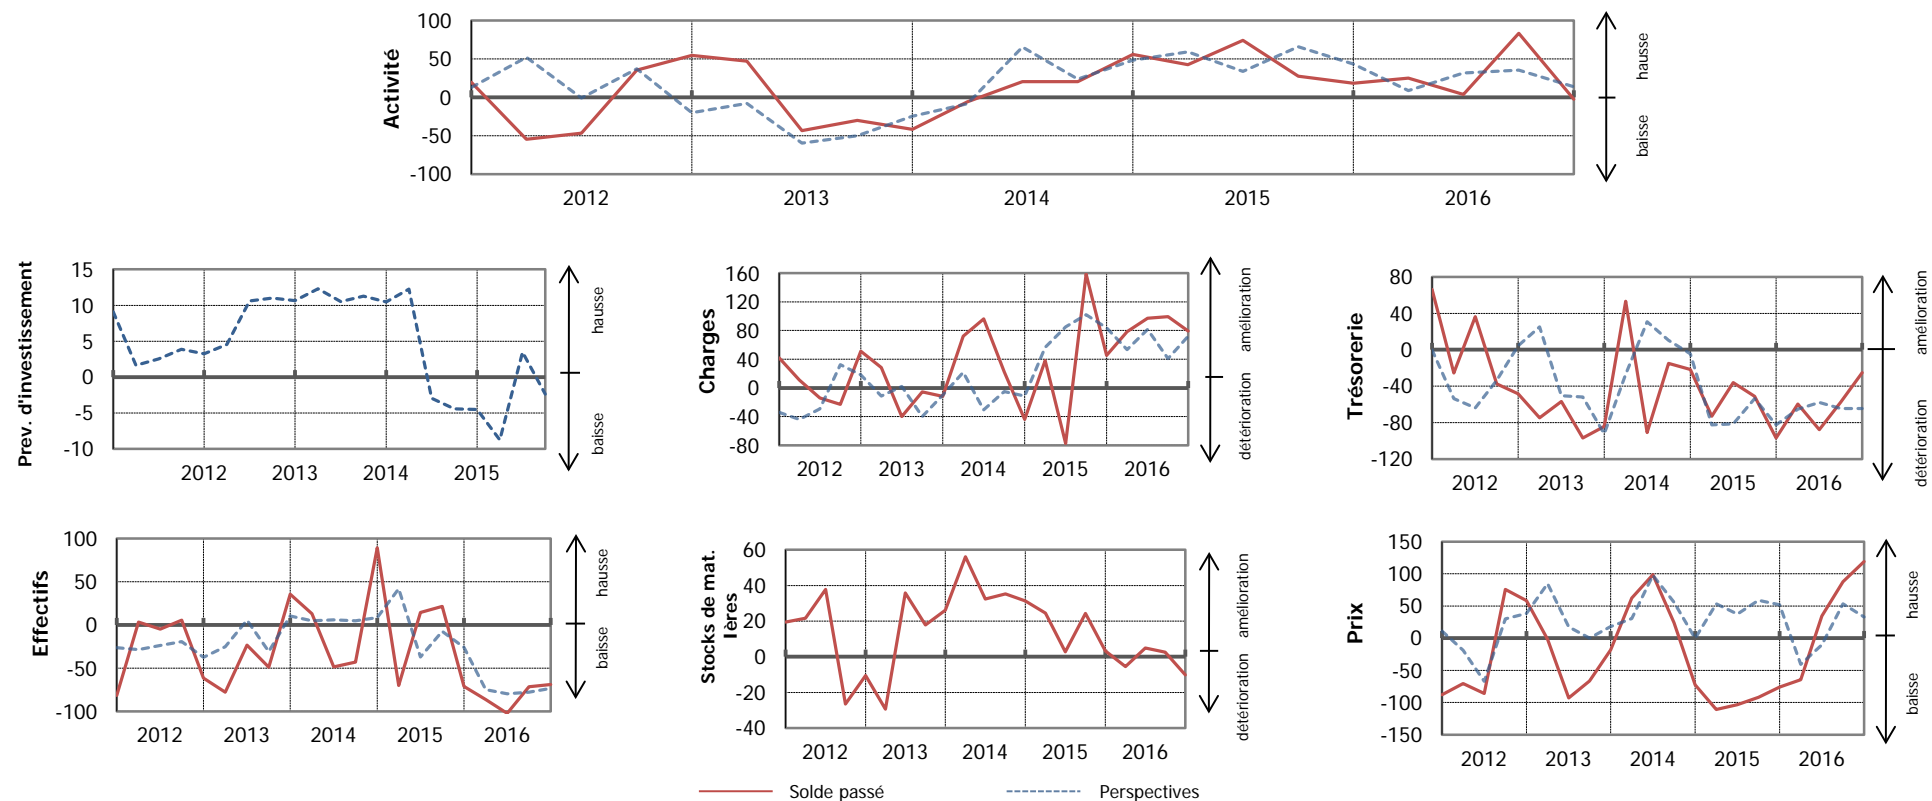 Activité
100
50
0
-50
-100
2012 2013 2014 2015 2016
hausse
baisse
Prev. d'investissement
15
10
5
0
-5
-10
2012 2013 2014 2015
hausse
baisse
Charges
160
120
80
40
0
-40
-80
2012 2013 2014 2015 2016
amélioration
détérioration
Trésorerie
80
40
0
-40
-80
-120
2012 2013 2014 2015 2016
amélioration
détérioration
Effectifs
100
50
0
-50
-100
2012 2013 2014 2015 2016
hausse
baisse
Stocks de mat.
1ères
60
40
20
0
-20
-40
2012 2013 2014 2015 2016
amélioration
détérioration
Prix
150
100
50
0
-50
-100
-150
2012 2013 2014 2015 2016
hausse
baisse
Solde passé Perspectives